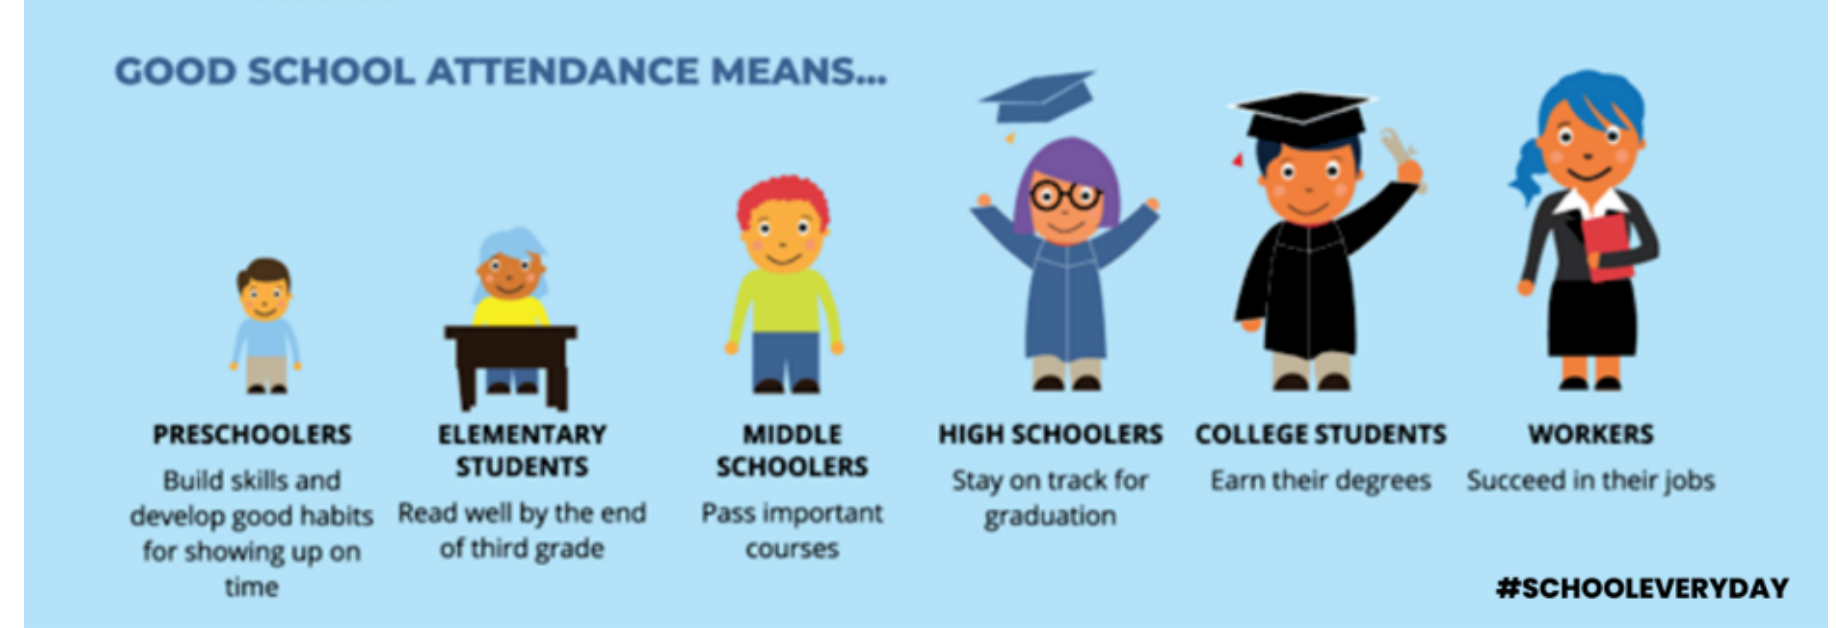 GOOD SCHOOL ATTENDANCE MEANS...
PRESCHOOLERS
Build skills and
develop good habits
for showing up on
time
ELEMENTARY
STUDENTS
Read well by the end
of third grade
MIDDLE
SCHOOLERS
Pass important
courses
HIGH SCHOOLERS
Stay on track for
graduation
COLLEGE STUDENTS
Earn their degrees
WORKERS
Succeed in their jobs
#SCHOOLEVERYDAY